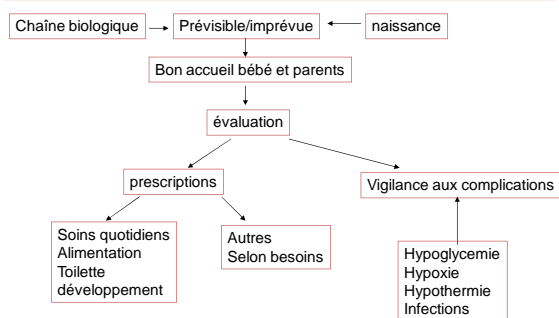 Chaîne biologique
Prévisible/imprévue
naissance
Bon accueil bébé et parents
évaluation
prescriptions
Vigilance aux complications
Soins quotidiens
Alimentation
Toilette
développement
Autres
Selon besoins
Hypoglycemie
Hypoxie
Hypothermie
Infections